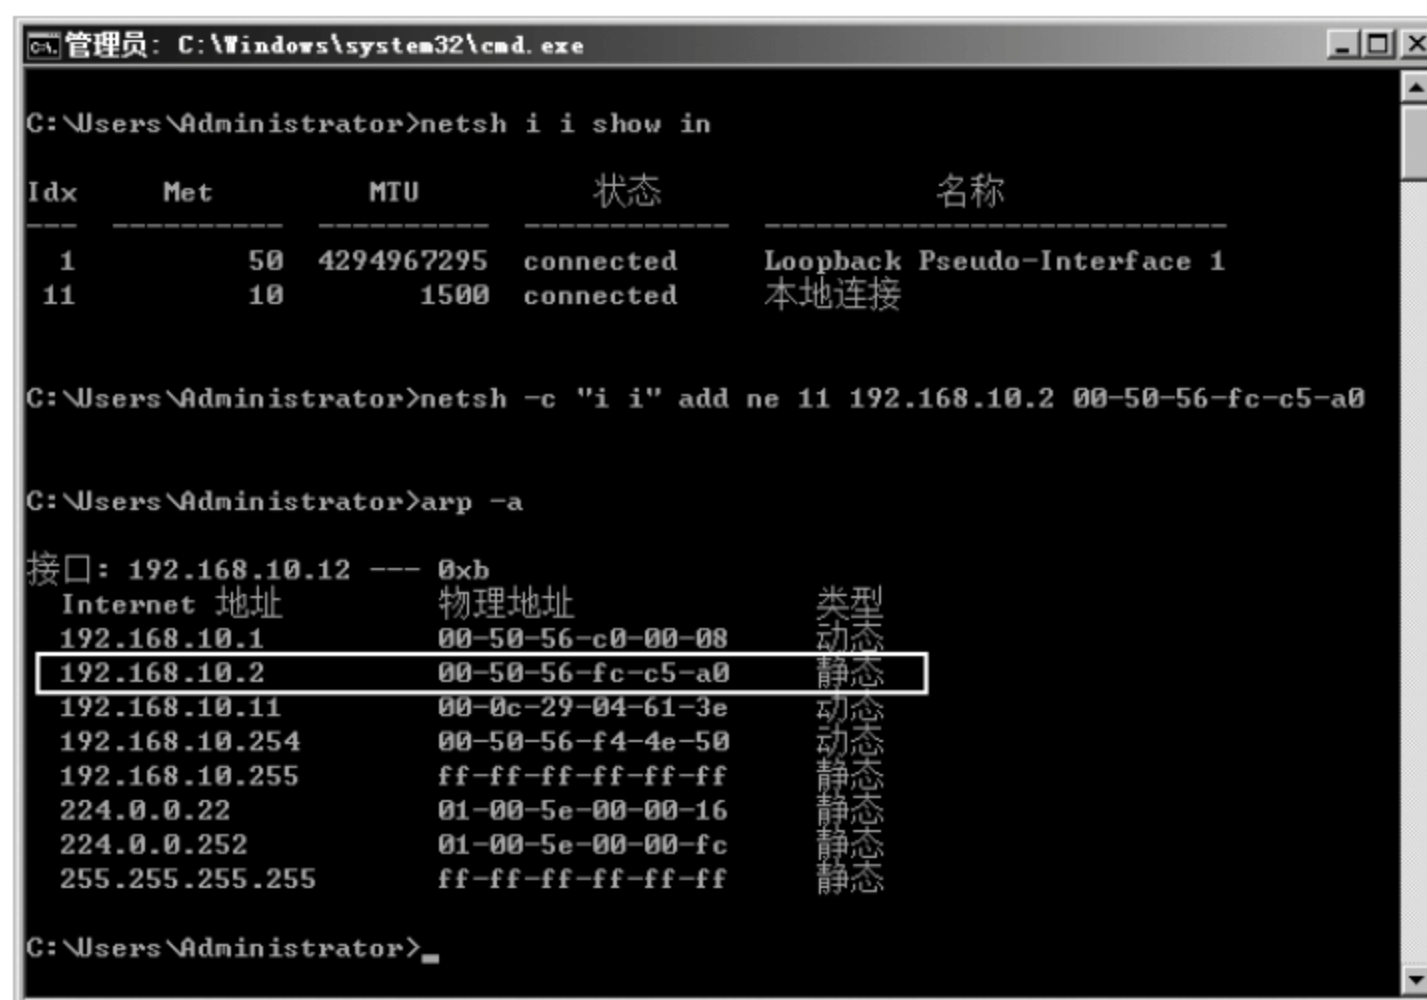 管理员: C:\Windows\system32\cmd.exe
C:\Users\Administrator>netsh i i show in
Idx Met MTU 状态 名称
--- ---------- ---------- ------------ ---------------------------
1 50 4294967295 connected Loopback Pseudo-Interface 1
11 10 1500 connected 本地连接
C:\Users\Administrator>netsh -c "i i" add ne 11 192.168.10.2 00-50-56-fc-c5-a0
C:\Users\Administrator>arp -a
接口: 192.168.10.12 --- 0xb
Internet 地址 物理地址 类型
192.168.10.1 00-50-56-c0-00-08 动态
192.168.10.2 00-50-56-fc-c5-a0 静态
192.168.10.11 00-0c-29-04-61-3e 动态
192.168.10.254 00-50-56-f4-4e-50 动态
192.168.10.255 ff-ff-ff-ff-ff-ff 静态
224.0.0.22 01-00-5e-00-00-16 静态
224.0.0.252 01-00-5e-00-00-fc 静态
255.255.255.255 ff-ff-ff-ff-ff-ff 静态
C:\Users\Administrator>